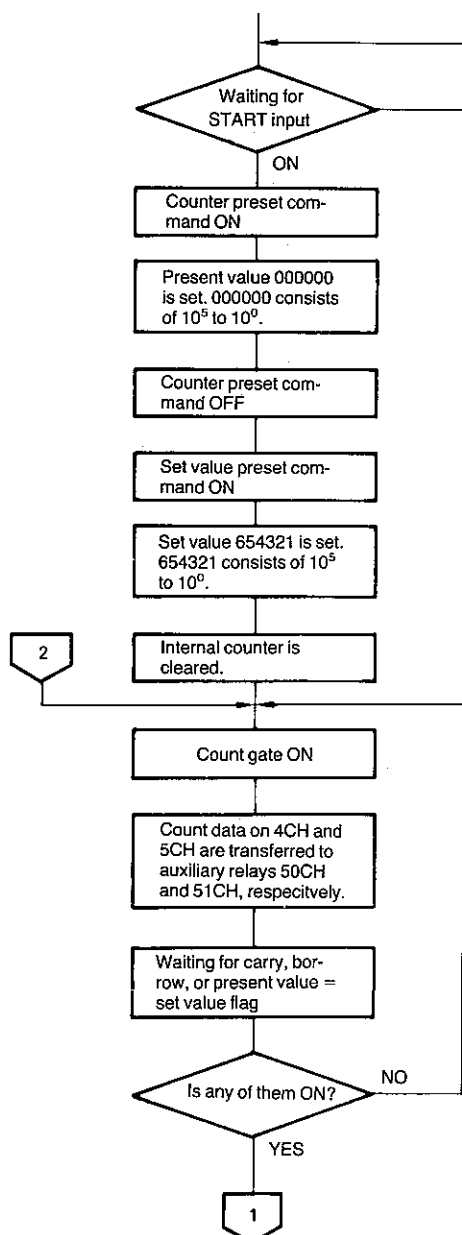 Waiting for
START input
ON
Counter preset com-
mand ON
Present value 000000
is set. 000000 consists
of 10⁵ to 10⁰.
Counter preset com-
mand OFF
Set value preset com-
mand ON
Set value 654321 is set.
654321 consists of 10⁵
to 10⁰.
2
Internal counter is
cleared.
Count gate ON
Count data on 4CH and
5CH are transferred to
auxiliary relays 50CH
and 51CH, respecitvely.
Waiting for carry, bor-
row, or present value =
set value flag
Is any of them ON?
NO
YES
1